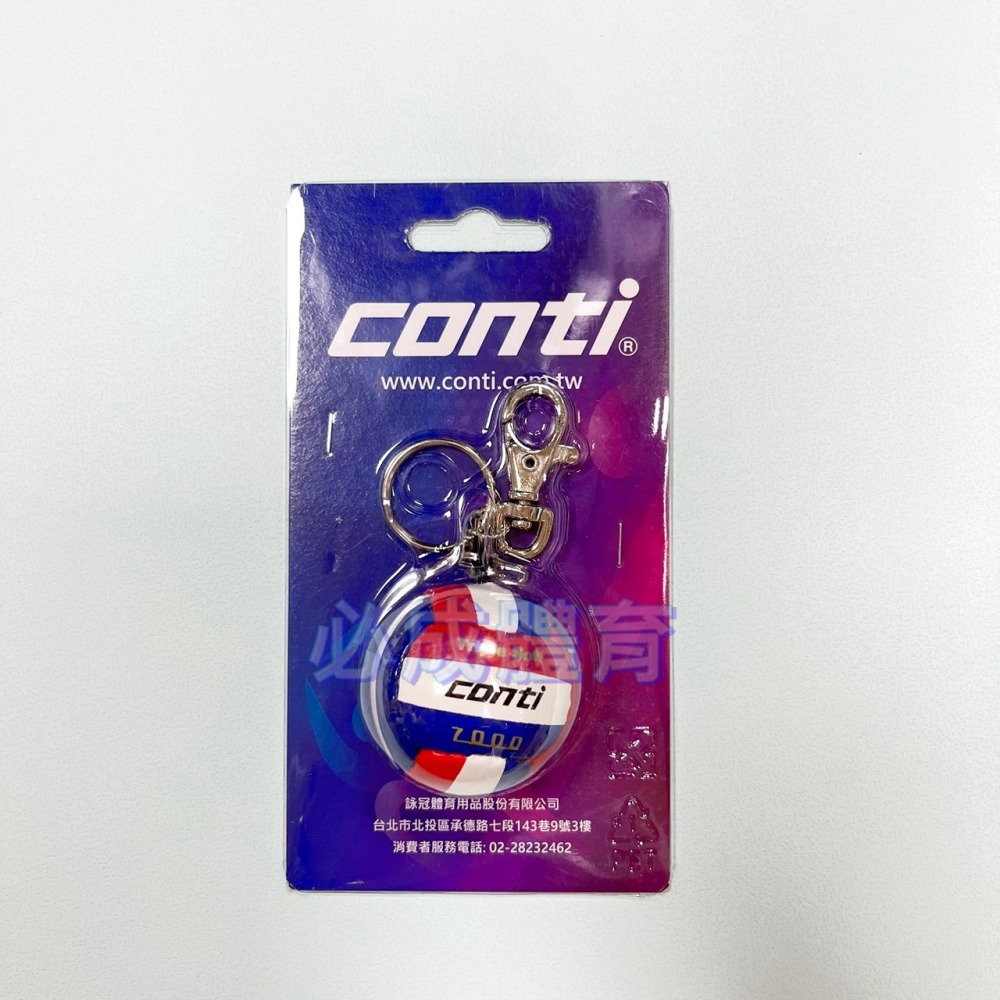 conti®
www.conti.com.tw
必成體育
conti
7000
詠冠體育用品股份有限公司
台北市北投區承德路七段143巷9號3樓
消費者服務電話: 02-28232462
PET